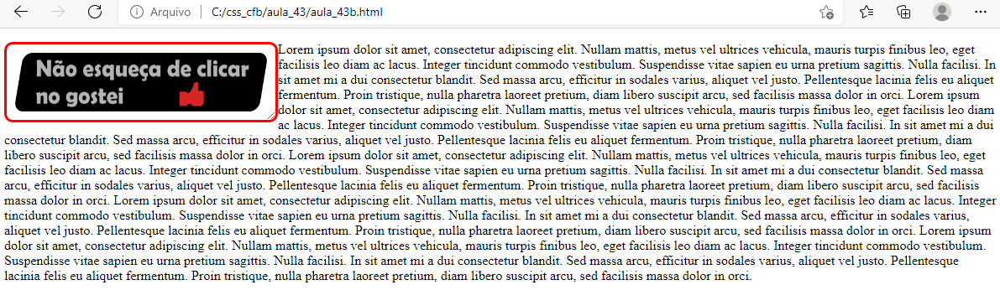 Arquivo | C:/css_cfb/aula_43/aula_43b.html
Não esqueça de clicar
no gostei
Lorem ipsum dolor sit amet, consectetur adipiscing elit. Nullam mattis, metus vel ultrices vehicula, mauris turpis finibus leo, eget
facilisis leo diam ac lacus. Integer tincidunt commodo vestibulum. Suspendisse vitae sapien eu urna pretium sagittis. Nulla facilisi. In
sit amet mi a dui consectetur blandit. Sed massa arcu, efficitur in sodales varius, aliquet vel justo. Pellentesque lacinia felis eu aliquet
fermentum. Proin tristique, nulla pharetra laoreet pretium, diam libero suscipit arcu, sed facilisis massa dolor in orci. Lorem ipsum
dolor sit amet, consectetur adipiscing elit. Nullam mattis, metus vel ultrices vehicula, mauris turpis finibus leo, eget facilisis leo diam
ac lacus. Integer tincidunt commodo vestibulum. Suspendisse vitae sapien eu urna pretium sagittis. Nulla facilisi. In sit amet mi a dui
consectetur blandit. Sed massa arcu, efficitur in sodales varius, aliquet vel justo. Pellentesque lacinia felis eu aliquet fermentum. Proin tristique, nulla pharetra laoreet pretium, diam
libero suscipit arcu, sed facilisis massa dolor in orci. Lorem ipsum dolor sit amet, consectetur adipiscing elit. Nullam mattis, metus vel ultrices vehicula, mauris turpis finibus leo, eget
facilisis leo diam ac lacus. Integer tincidunt commodo vestibulum. Suspendisse vitae sapien eu urna pretium sagittis. Nulla facilisi. In sit amet mi a dui consectetur blandit. Sed massa
arcu, efficitur in sodales varius, aliquet vel justo. Pellentesque lacinia felis eu aliquet fermentum. Proin tristique, nulla pharetra laoreet pretium, diam libero suscipit arcu, sed facilisis
massa dolor in orci. Lorem ipsum dolor sit amet, consectetur adipiscing elit. Nullam mattis, metus vel ultrices vehicula, mauris turpis finibus leo, eget facilisis leo diam ac lacus. Integer
tincidunt commodo vestibulum. Suspendisse vitae sapien eu urna pretium sagittis. Nulla facilisi. In sit amet mi a dui consectetur blandit. Sed massa arcu, efficitur in sodales varius,
aliquet vel justo. Pellentesque lacinia felis eu aliquet fermentum. Proin tristique, nulla pharetra laoreet pretium, diam libero suscipit arcu, sed facilisis massa dolor in orci. Lorem ipsum
dolor sit amet, consectetur adipiscing elit. Nullam mattis, metus vel ultrices vehicula, mauris turpis finibus leo, eget facilisis leo diam ac lacus. Integer tincidunt commodo vestibulum.
Suspendisse vitae sapien eu urna pretium sagittis. Nulla facilisi. In sit amet mi a dui consectetur blandit. Sed massa arcu, efficitur in sodales varius, aliquet vel justo. Pellentesque
lacinia felis eu aliquet fermentum. Proin tristique, nulla pharetra laoreet pretium, diam libero suscipit arcu, sed facilisis massa dolor in orci.